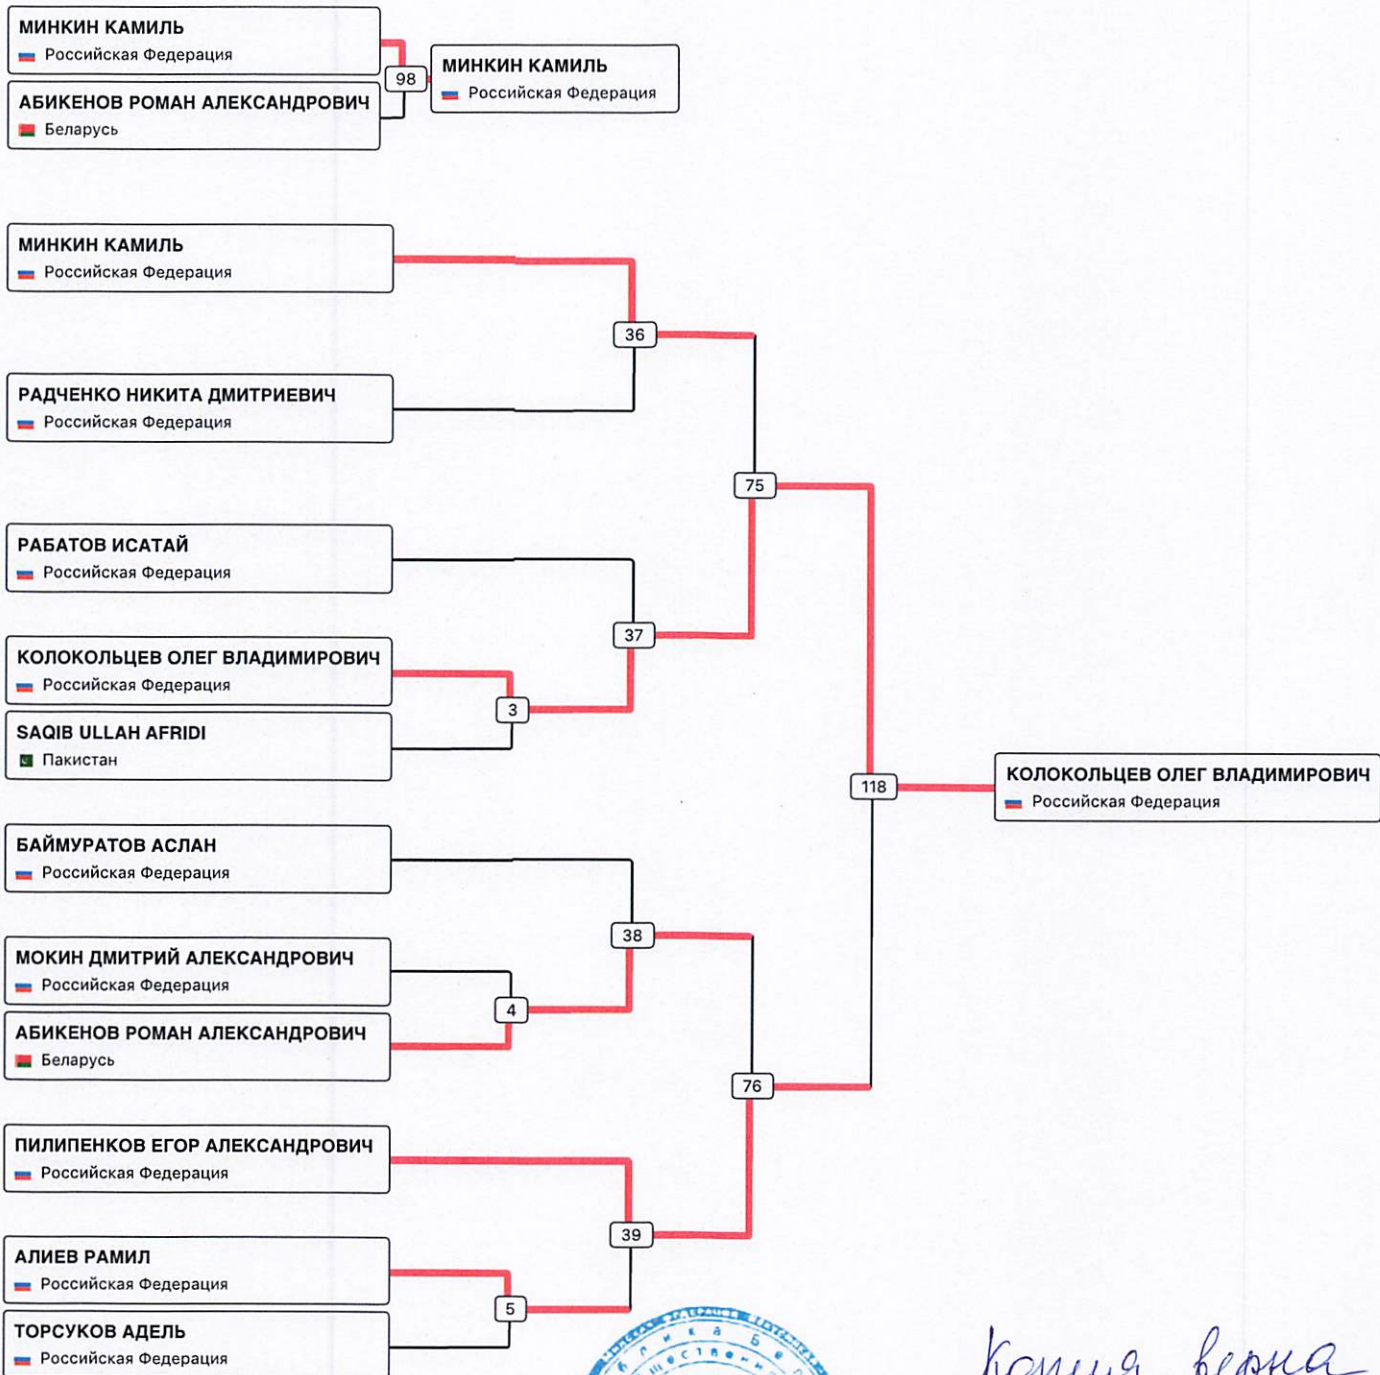 МИНКИН КАМИЛЬ
Российская Федерация
АБИКЕНОВ РОМАН АЛЕКСАНДРОВИЧ
Беларусь
98
МИНКИН КАМИЛЬ
Российская Федерация
МИНКИН КАМИЛЬ
Российская Федерация
36
РАДЧЕНКО НИКИТА ДМИТРИЕВИЧ
Российская Федерация
75
РАБАТОВ ИСАТАЙ
Российская Федерация
37
КОЛОКОЛЬЦЕВ ОЛЕГ ВЛАДИМИРОВИЧ
Российская Федерация
3
SAQIB ULLAH AFRIDI
Пакистан
118
КОЛОКОЛЬЦЕВ ОЛЕГ ВЛАДИМИРОВИЧ
Российская Федерация
БАЙМУРАТОВ АСЛАН
Российская Федерация
38
МОКИН ДМИТРИЙ АЛЕКСАНДРОВИЧ
Российская Федерация
4
АБИКЕНОВ РОМАН АЛЕКСАНДРОВИЧ
Беларусь
76
ПИЛИПЕНКОВ ЕГОР АЛЕКСАНДРОВИЧ
Российская Федерация
39
АЛИЕВ РАМИЛ
Российская Федерация
5
ТОРСУКОВ АДЕЛЬ
Российская Федерация
Копия верна